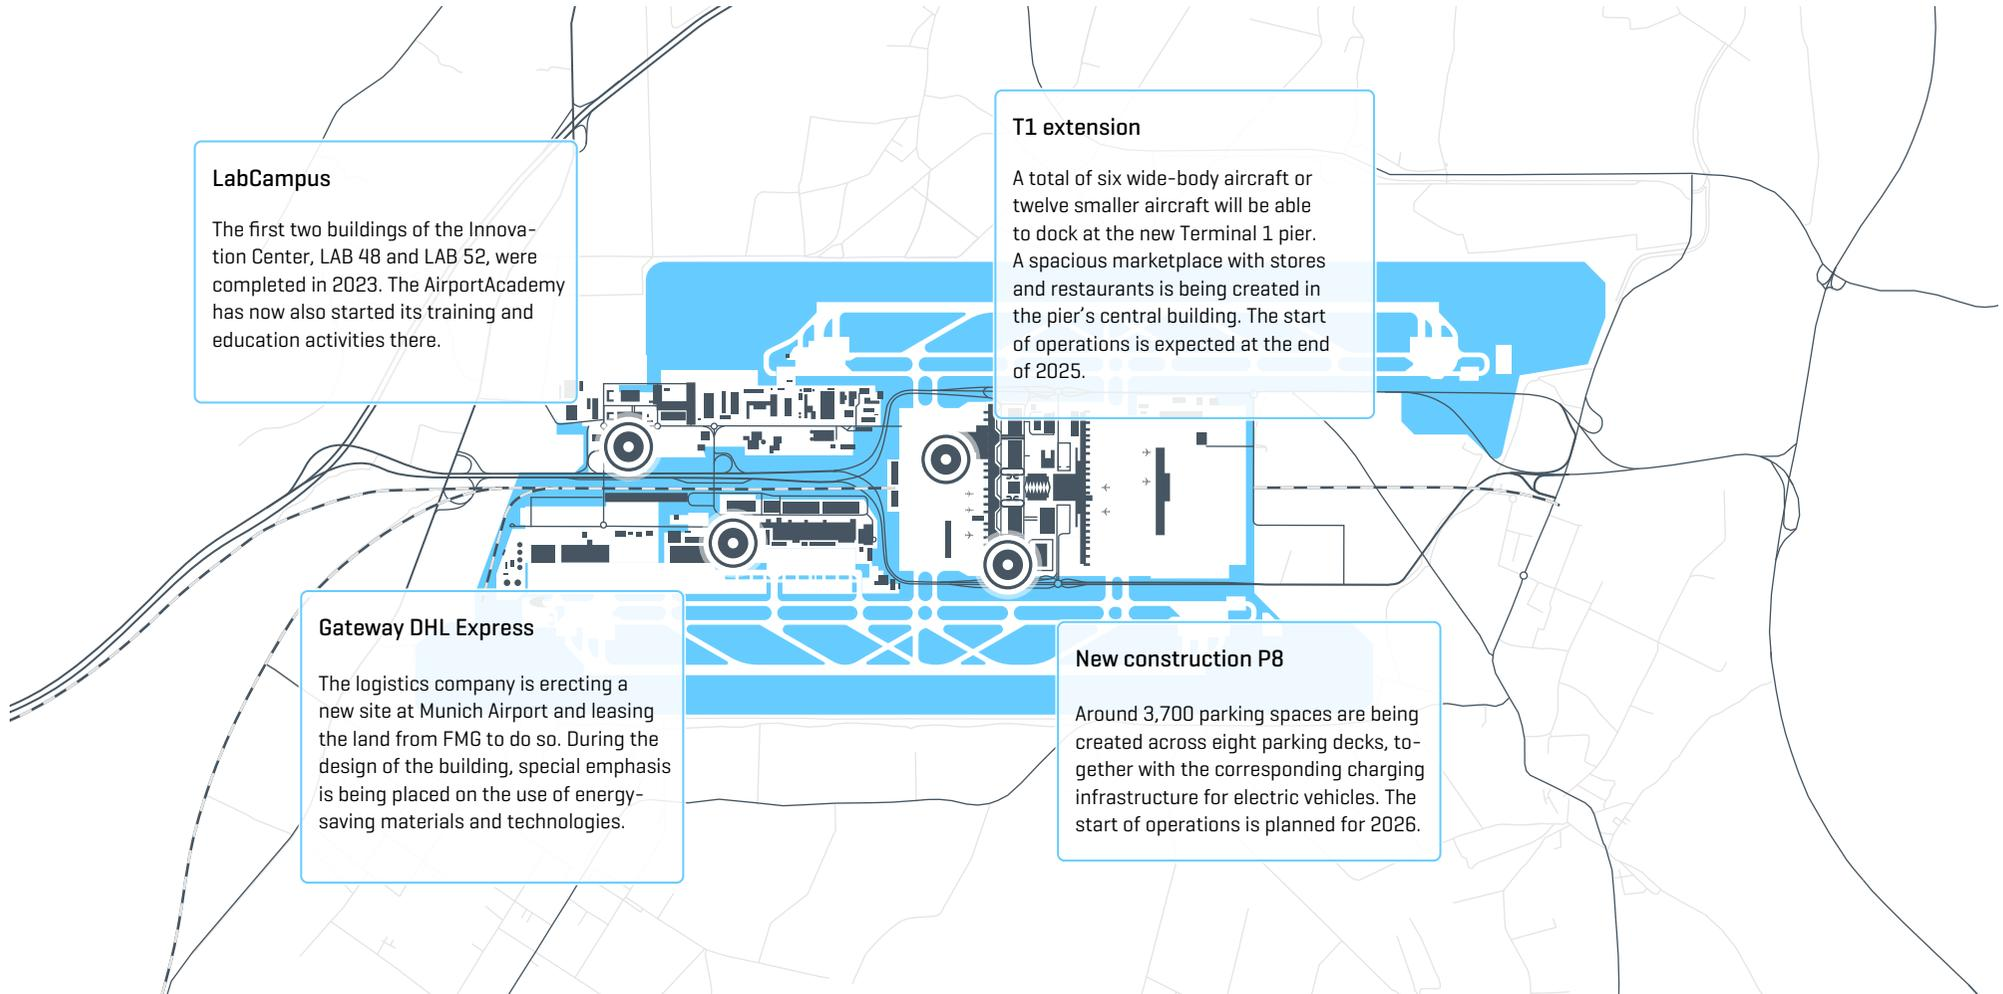 LabCampus
The first two buildings of the Innova-
tion Center, LAB 48 and LAB 52, were
completed in 2023. The AirportAcademy
has now also started its training and
education activities there.
T1 extension
A total of six wide-body aircraft or
twelve smaller aircraft will be able
to dock at the new Terminal 1 pier.
A spacious marketplace with stores
and restaurants is being created in
the pier’s central building. The start
of operations is expected at the end
of 2025.
Gateway DHL Express
The logistics company is erecting a
new site at Munich Airport and leasing
the land from FMG to do so. During the
design of the building, special emphasis
is being placed on the use of energy-
saving materials and technologies.
New construction P8
Around 3,700 parking spaces are being
created across eight parking decks, to-
gether with the corresponding charging
infrastructure for electric vehicles. The
start of operations is planned for 2026.